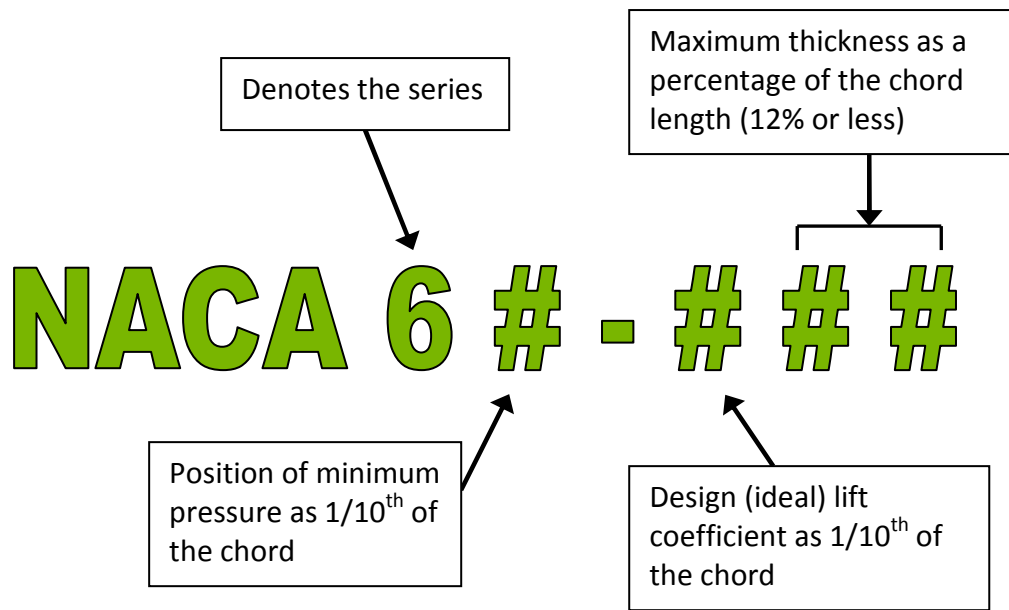 Denotes the series
Maximum thickness as a
percentage of the chord
length (12% or less)
NACA 6 # - # # #
Position of minimum
pressure as 1/10th of
the chord
Design (ideal) lift
coefficient as 1/10th of
the chord